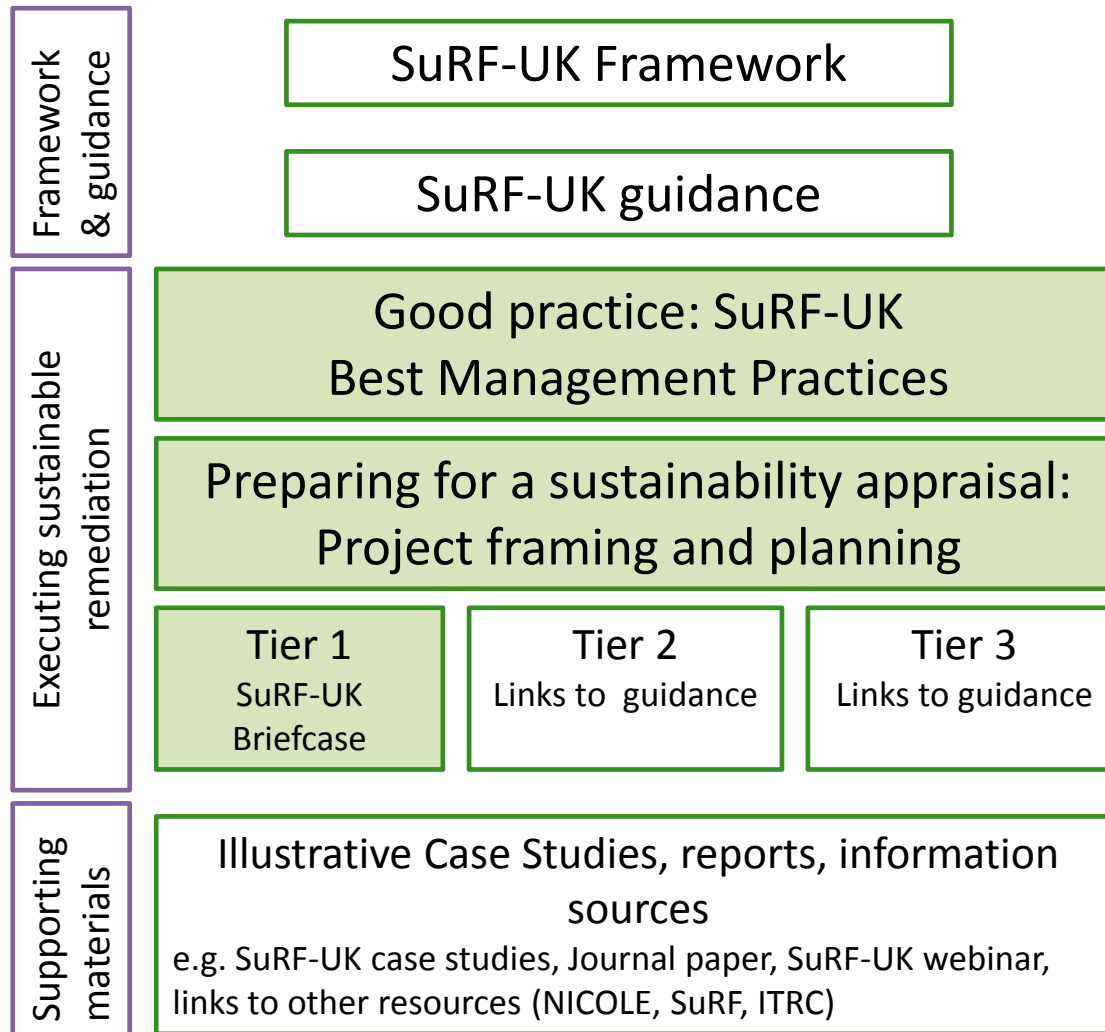 Framework
& guidance
SuRF-UK Framework
SuRF-UK guidance
Executing sustainable
remediation
Good practice: SuRF-UK
Best Management Practices
Preparing for a sustainability appraisal:
Project framing and planning
Tier 1
SuRF-UK
Briefcase
Tier 2
Links to guidance
Tier 3
Links to guidance
Supporting
materials
Illustrative Case Studies, reports, information
sources
e.g. SuRF-UK case studies, Journal paper, SuRF-UK webinar,
links to other resources (NICOLE, SuRF, ITRC)